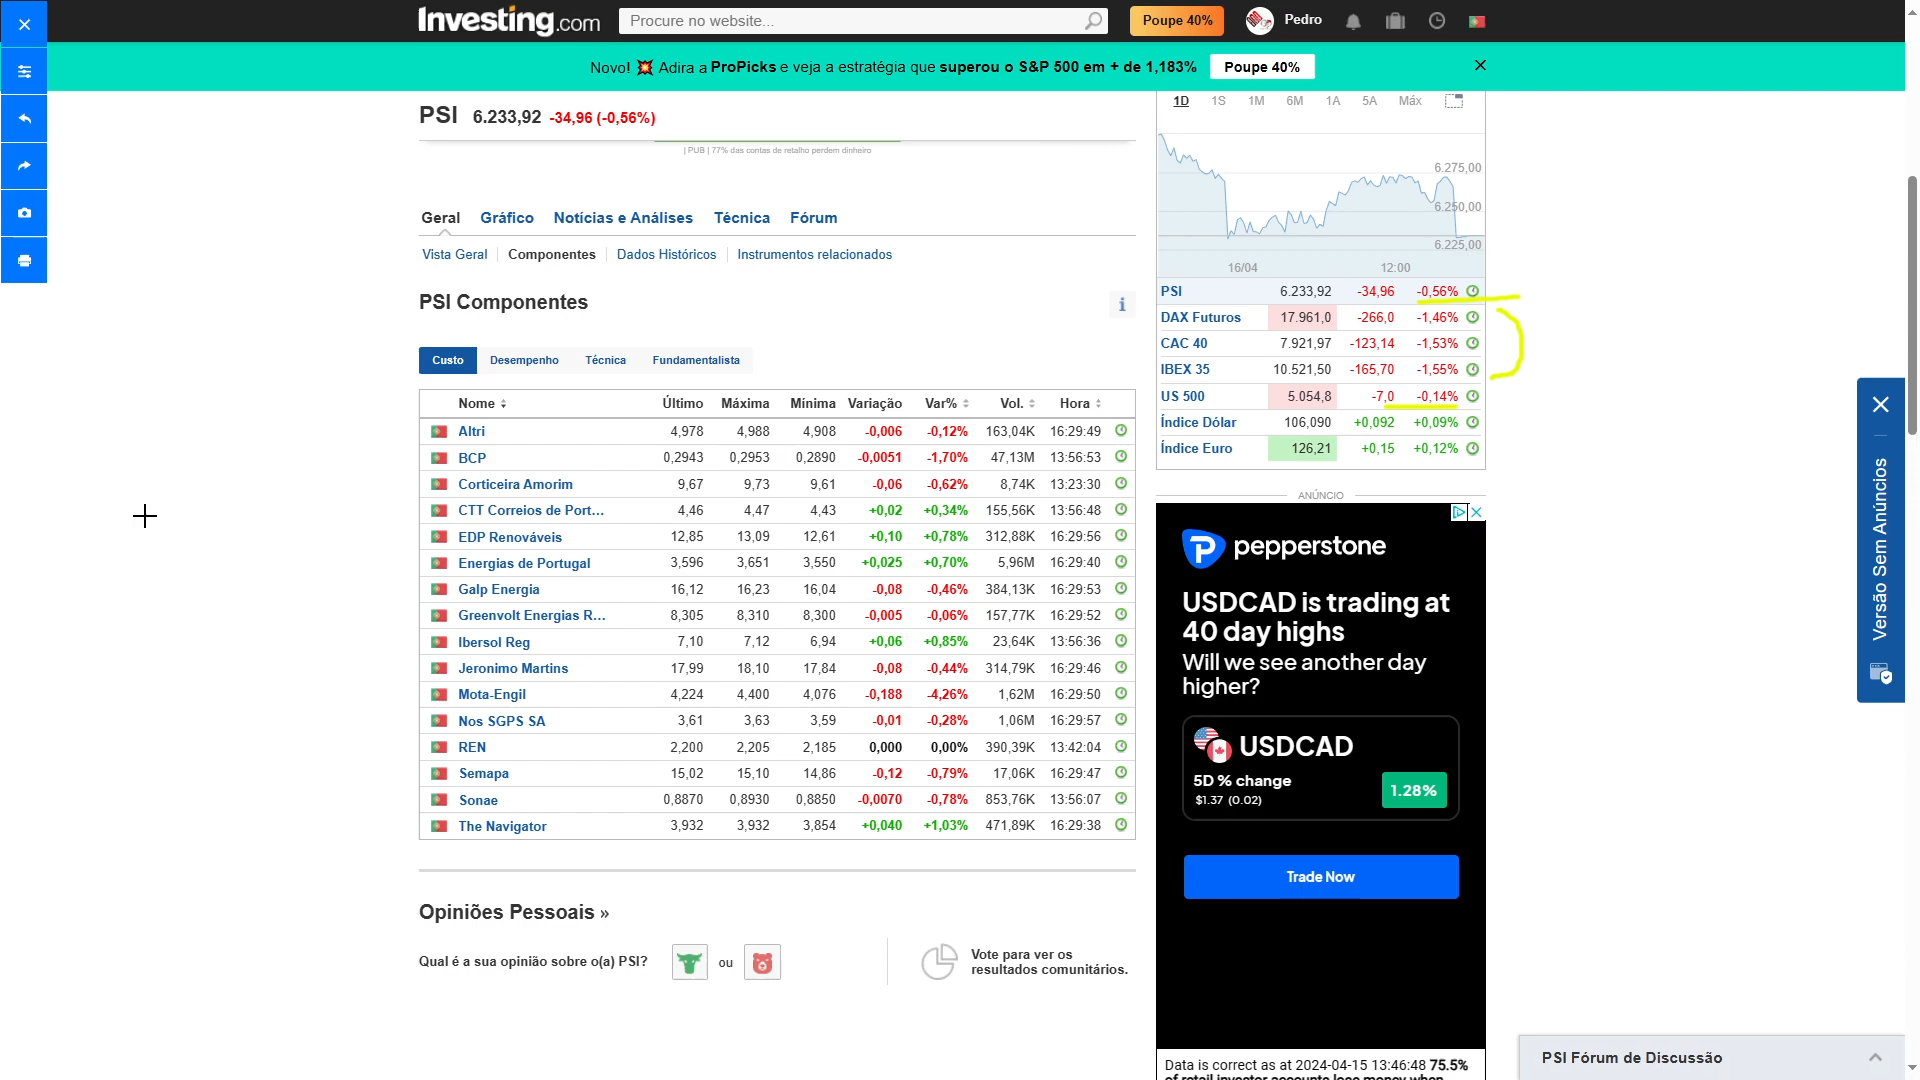 Investing.com
Procure no website...
Poupe 40%
Pedro
Novo! 💥 Adira a ProPicks e veja a estratégia que superou o S&P 500 em + de 1,183%
Poupe 40%
PSI 6.233,92 -34,96 (-0,56%)
| PUB | 77% das contas de retalho perdem dinheiro
Geral Gráfico Notícias e Análises Técnica Fórum
Vista Geral Componentes Dados Históricos Instrumentos relacionados
PSI Componentes
i
Custo Desempenho Técnica Fundamentalista
Nome Último Máxima Mínima Variação Var% Vol. Hora
Altri 4,978 4,988 4,908 -0,006 -0,12% 163,04K 16:29:49
BCP 0,2943 0,2953 0,2890 -0,0051 -1,70% 47,13M 13:56:53
Corticeira Amorim 9,67 9,73 9,61 -0,06 -0,62% 8,74K 13:23:30
CTT Correios de Port... 4,46 4,47 4,43 +0,02 +0,34% 155,56K 13:56:48
EDP Renováveis 12,85 13,09 12,61 +0,10 +0,78% 312,88K 16:29:56
Energias de Portugal 3,596 3,651 3,550 +0,025 +0,70% 5,96M 16:29:40
Galp Energia 16,12 16,23 16,04 -0,08 -0,46% 384,13K 16:29:53
Greenvolt Energias R... 8,305 8,310 8,300 -0,005 -0,06% 157,77K 16:29:52
Ibersol Reg 7,10 7,12 6,94 +0,06 +0,85% 23,64K 13:56:36
Jeronimo Martins 17,99 18,10 17,84 -0,08 -0,44% 314,79K 16:29:46
Mota-Engil 4,224 4,400 4,076 -0,188 -4,26% 1,62M 16:29:50
Nos SGPS SA 3,61 3,63 3,59 -0,01 -0,28% 1,06M 16:29:57
REN 2,200 2,205 2,185 0,000 0,00% 390,39K 13:42:04
Semapa 15,02 15,10 14,86 -0,12 -0,79% 17,06K 16:29:47
Sonae 0,8870 0,8930 0,8850 -0,0070 -0,78% 853,76K 13:56:07
The Navigator 3,932 3,932 3,854 +0,040 +1,03% 471,89K 16:29:38
Opiniões Pessoais »
Qual é a sua opinião sobre o(a) PSI? ou
Vote para ver os
resultados comunitários.
1D 1S 1M 6M 1A 5A Máx
6.275,00
6.250,00
6.225,00
16/04 12:00
PSI 6.233,92 -34,96 -0,56%
DAX Futuros 17.961,0 -266,0 -1,46%
CAC 40 7.921,97 -123,14 -1,53%
IBEX 35 10.521,50 -165,70 -1,55%
US 500 5.054,8 -7,0 -0,14%
Índice Dólar 106,090 +0,092 +0,09%
Índice Euro 126,21 +0,15 +0,12%
ANÚNCIO
pepperstone
USDCAD is trading at
40 day highs
Will we see another day
higher?
USDCAD
5D % change
$1.37 (0.02)
1.28%
Trade Now
Data is correct as at 2024-04-15 13:46:48 75.5%
of retail investor accounts lose money when
Versão Sem Anúncios
PSI Fórum de Discussão